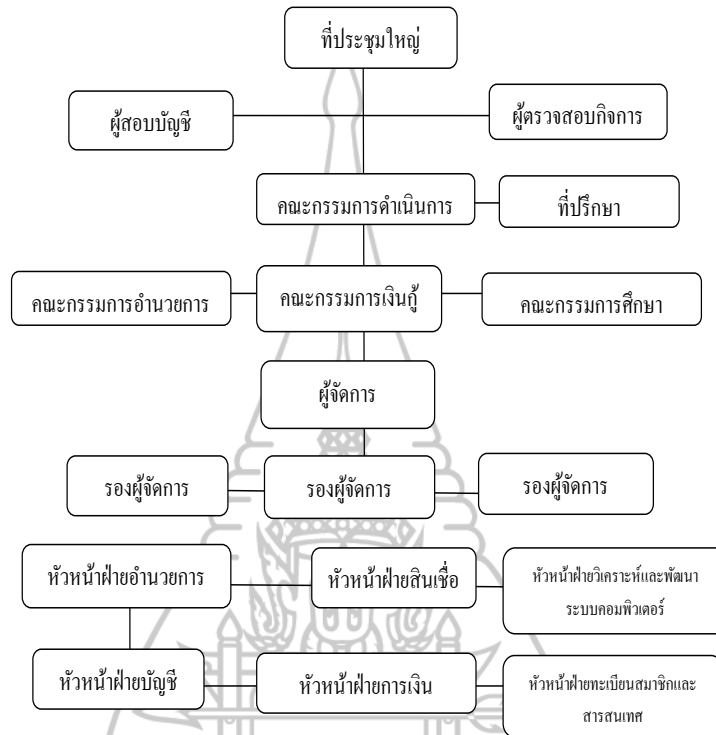 ที่ประชุมใหญ่
ผู้สอบบัญชี
ผู้ตรวจสอบกิจการ
คณะกรรมการดำเนินการ
ที่ปรึกษา
คณะกรรมการอำนวยการ
คณะกรรมการเงินกู้
คณะกรรมการศึกษา
ผู้จัดการ
รองผู้จัดการ
รองผู้จัดการ
รองผู้จัดการ
หัวหน้าฝ่ายอำนวยการ
หัวหน้าฝ่ายสินเชื่อ
หัวหน้าฝ่ายวิเคราะห์และพัฒนา
ระบบคอมพิวเตอร์
หัวหน้าฝ่ายบัญชี
หัวหน้าฝ่ายการเงิน
หัวหน้าฝ่ายทะเบียนสมาชิกและ
สารสนเทศ